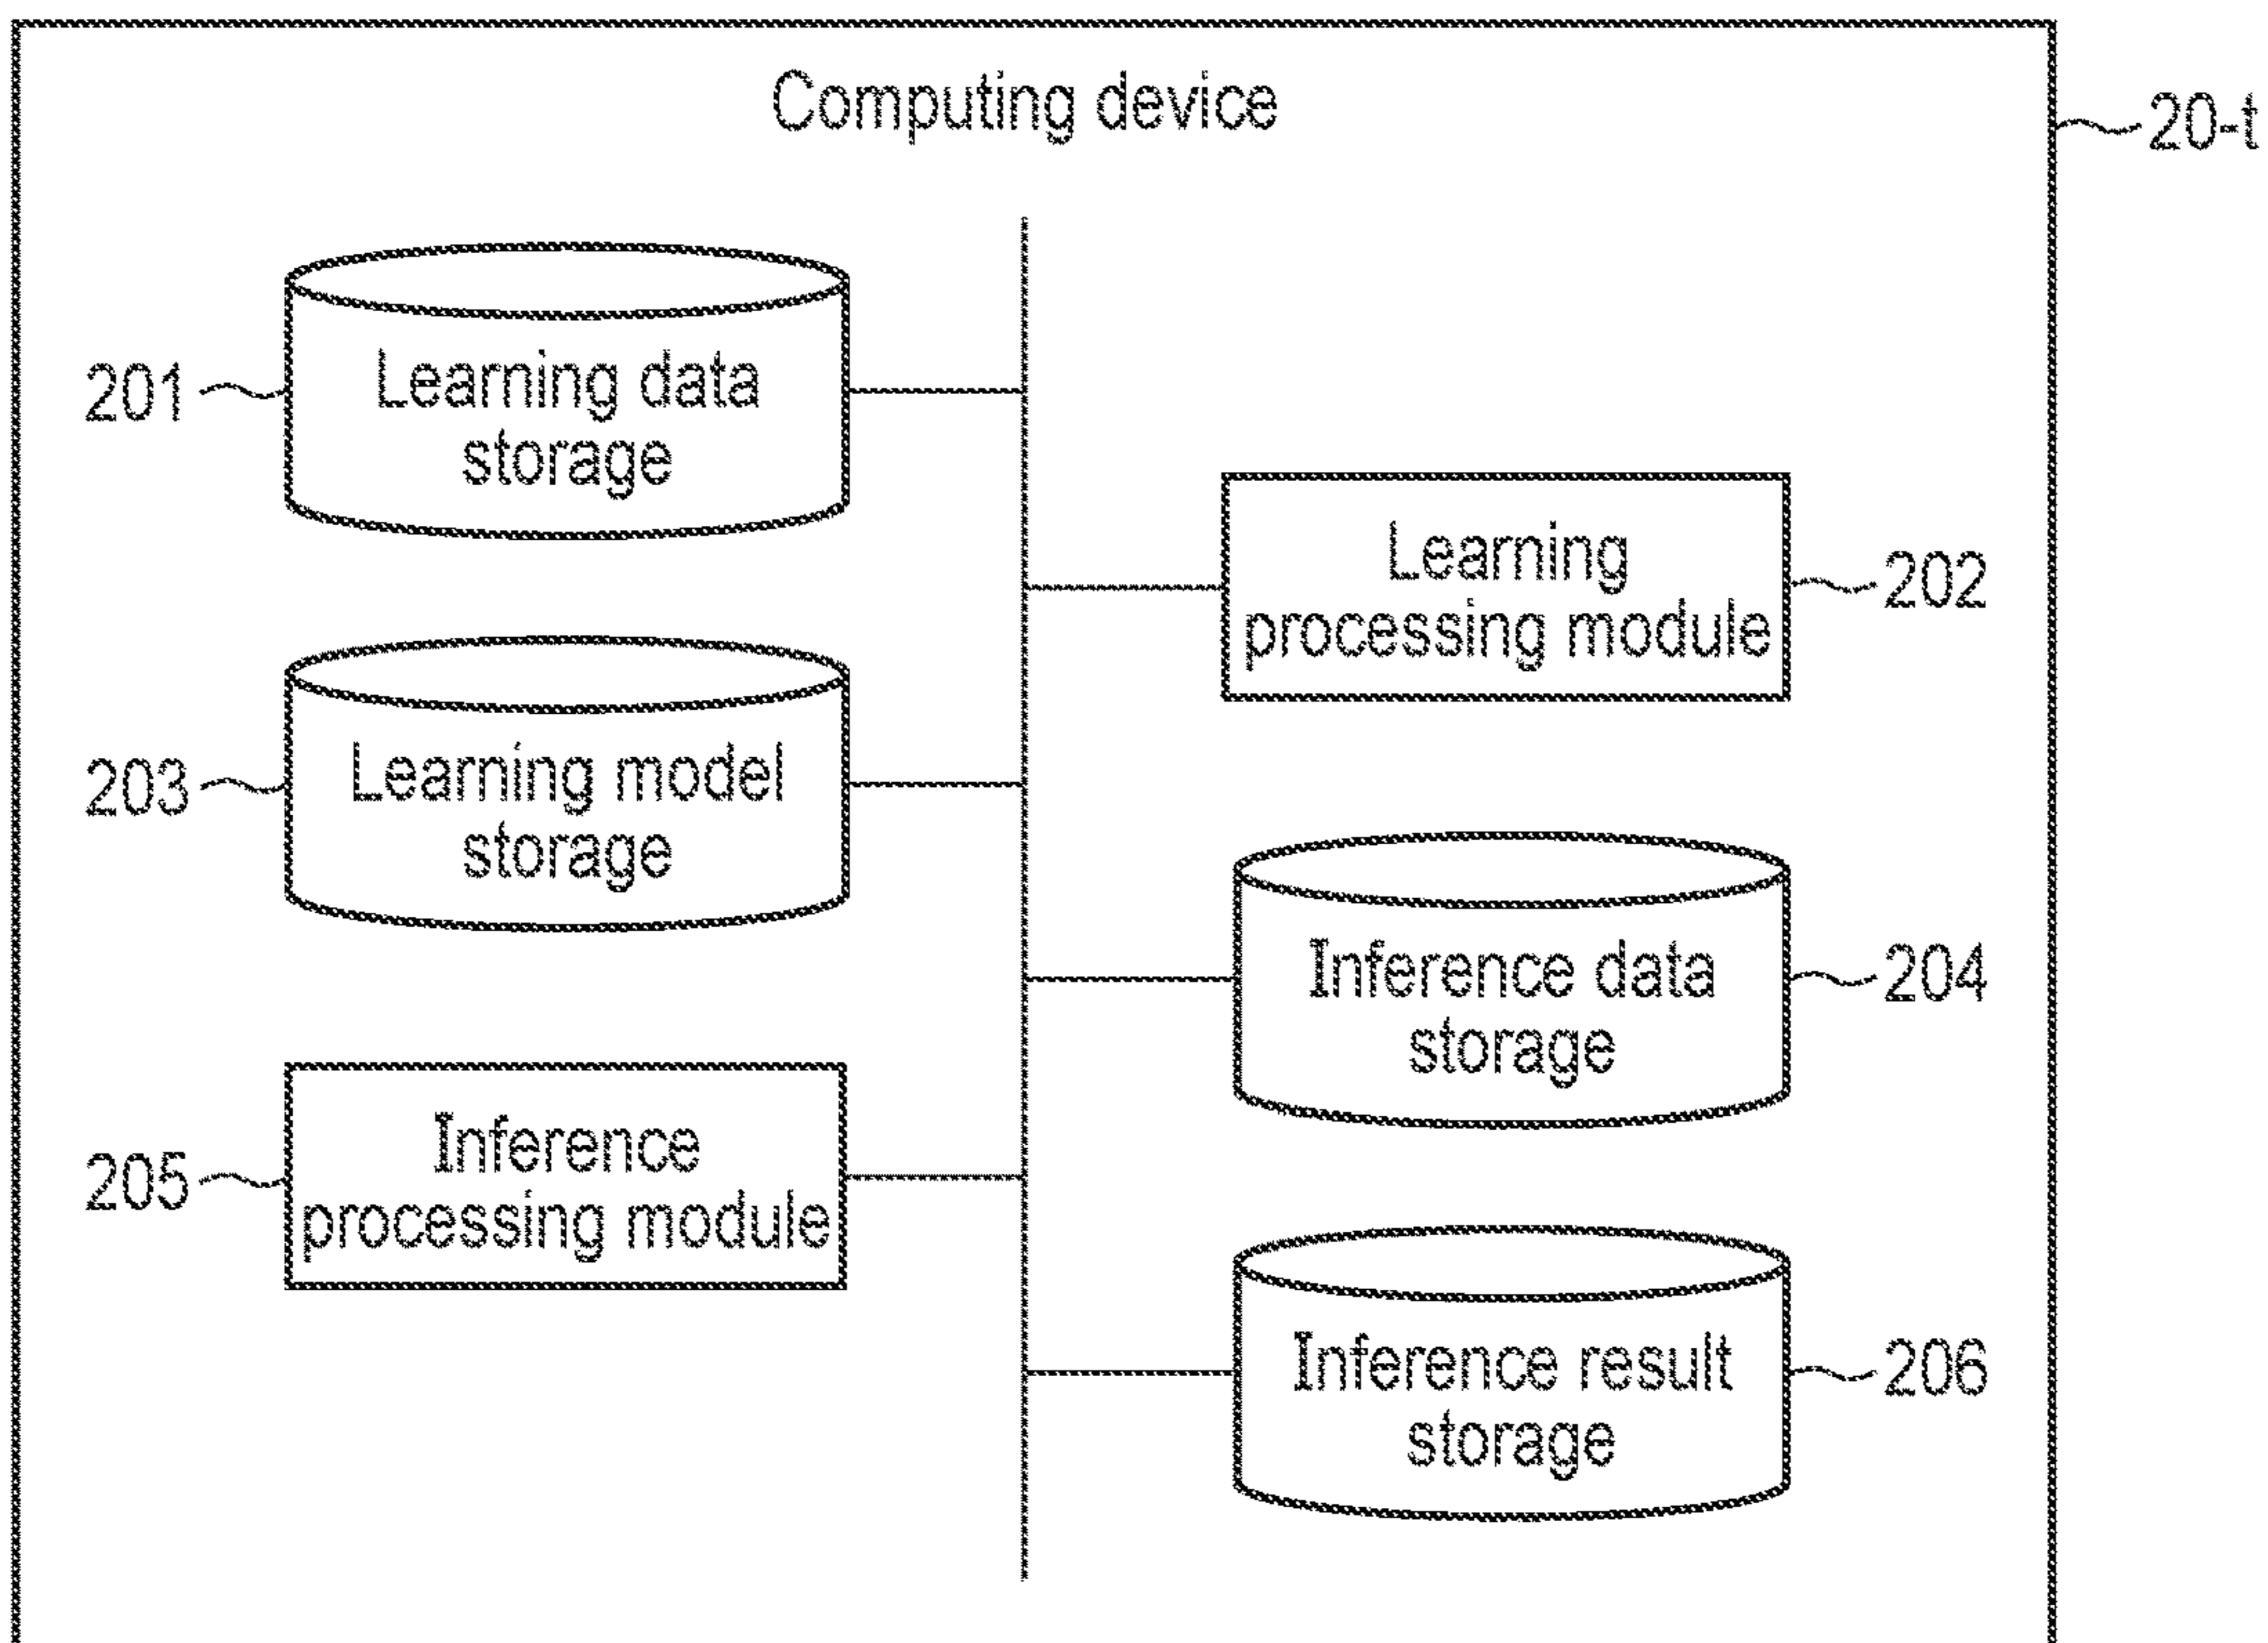 Computing device
20-t
201
Learning data
storage
Learning
processing module
202
203
Learning model
storage
Inference data
storage
204
205
Inference
processing module
Inference result
storage
206